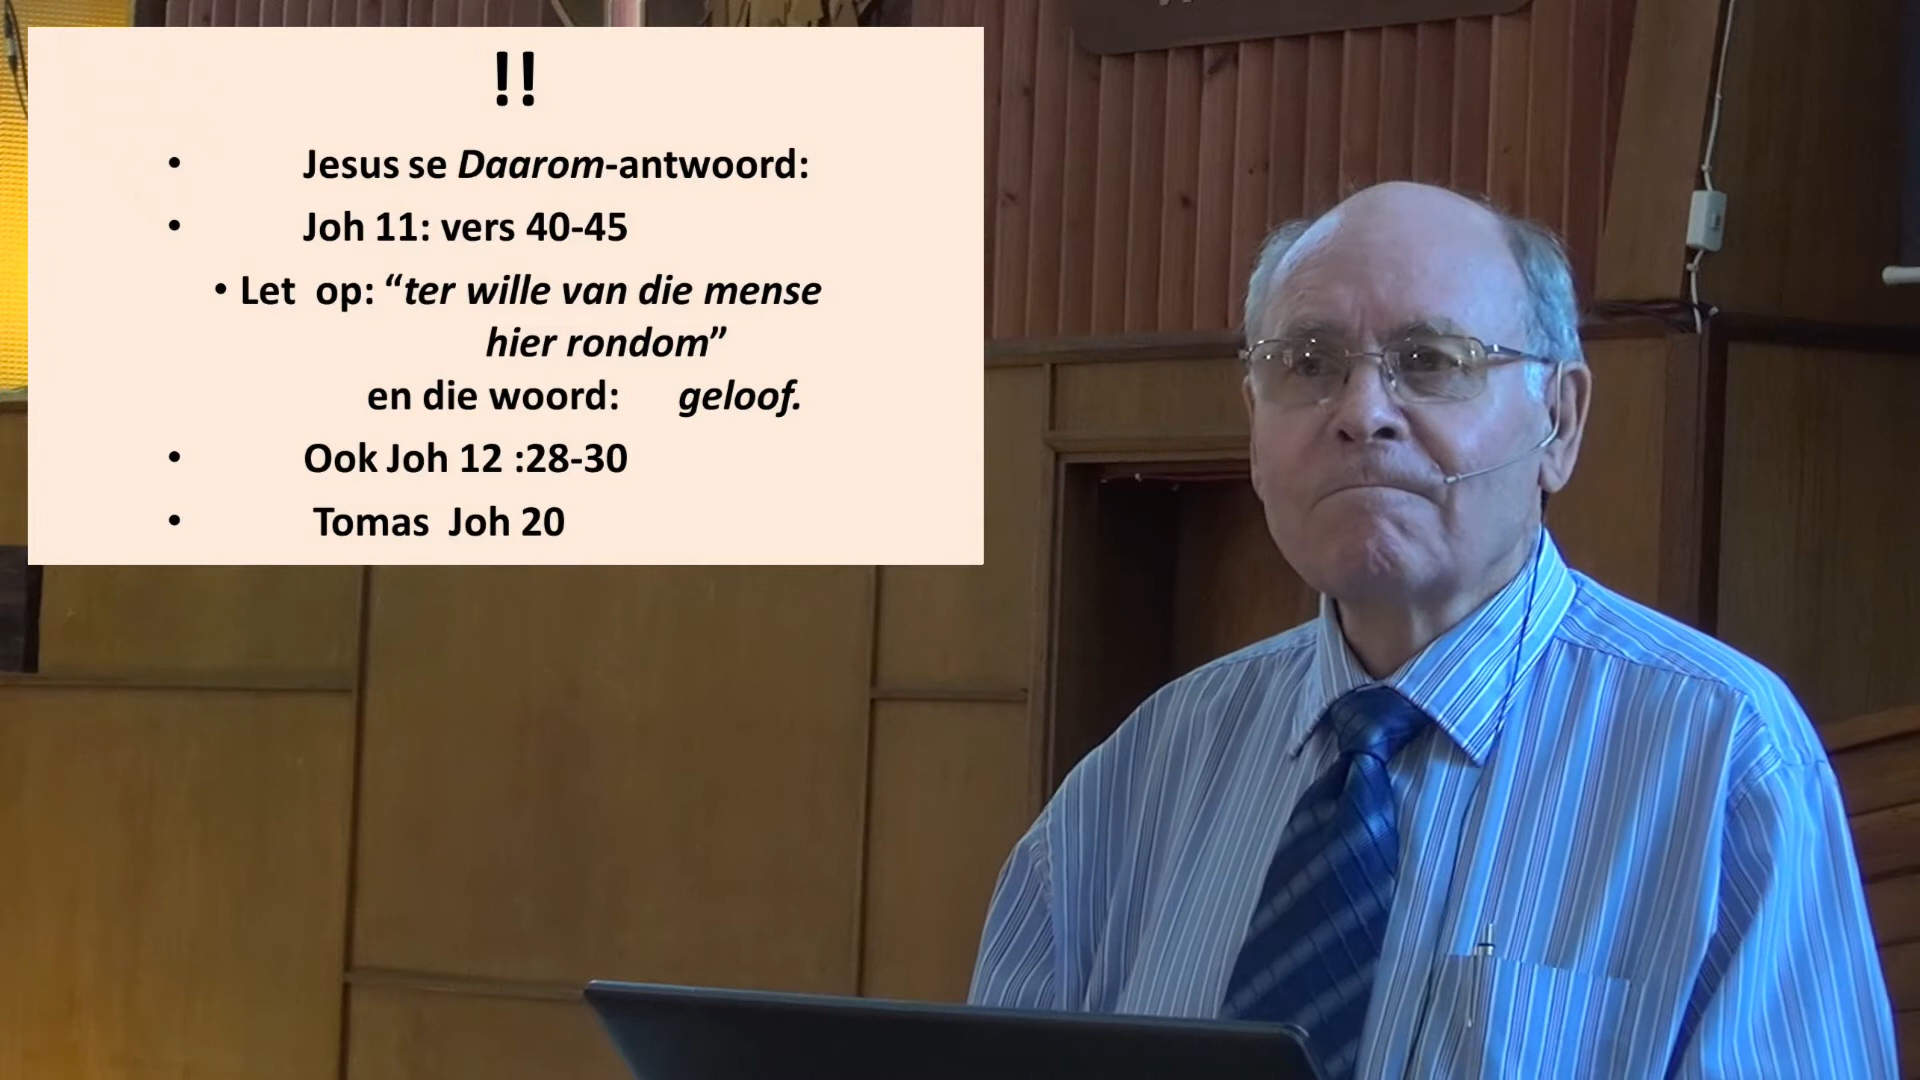 !!
• Jesus se Daarom-antwoord:
• Joh 11: vers 40-45
• Let op: “ter wille van die mense
hier rondom”
en die woord: geloof.
• Ook Joh 12 :28-30
• Tomas Joh 20